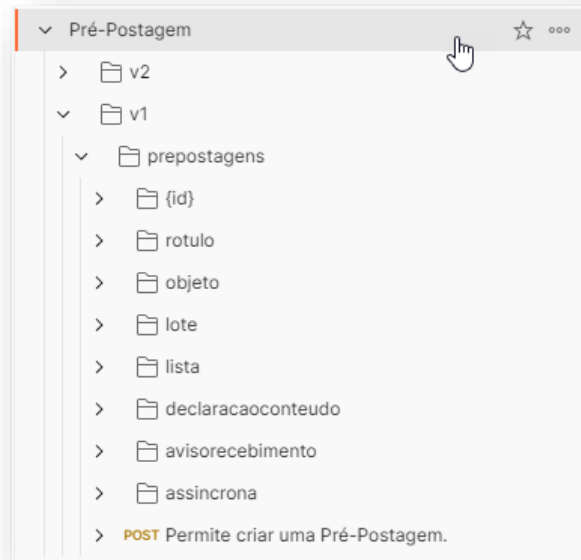 Pré-Postagem
v2
v1
prepostagens
{id}
rotulo
objeto
lote
lista
declaracaoconteudo
avisorecebimento
assincrona
POST Permite criar uma Pré-Postagem.